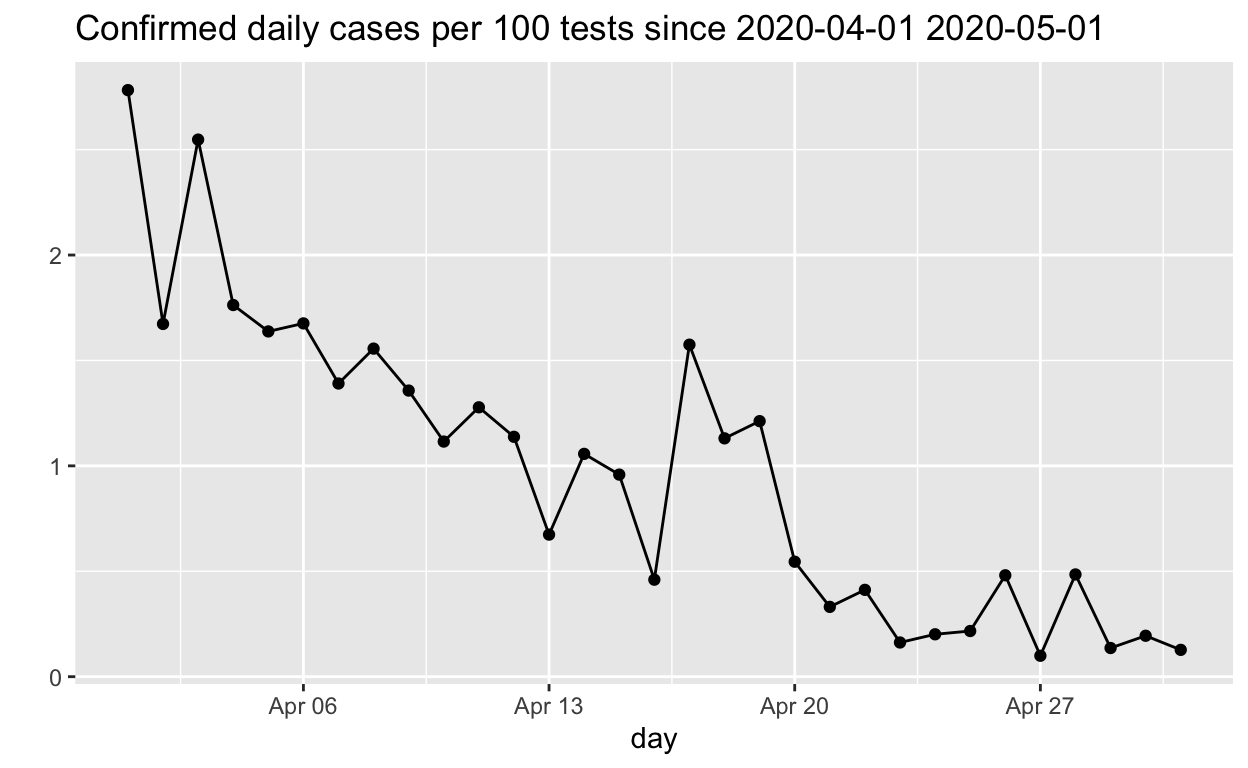 Confirmed daily cases per 100 tests since 2020-04-01 2020-05-01
2
1
0
Apr 06 Apr 13 Apr 20 Apr 27
day